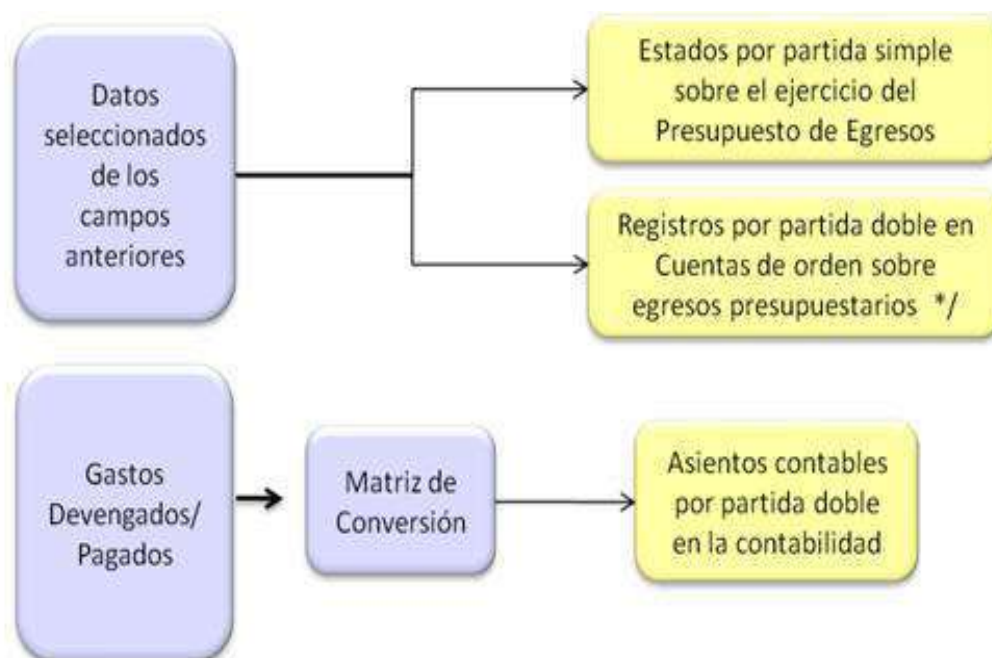 Datos
seleccionados
de los
campos
anteriores
Estados por partida simple
sobre el ejercicio del
Presupuesto de Egresos
Registros por partida doble en
Cuentas de orden sobre
egresos presupuestarios */
Gastos
Devengados/
Pagados
Matriz de
Conversión
Asientos contables
por partida doble
en la contabilidad